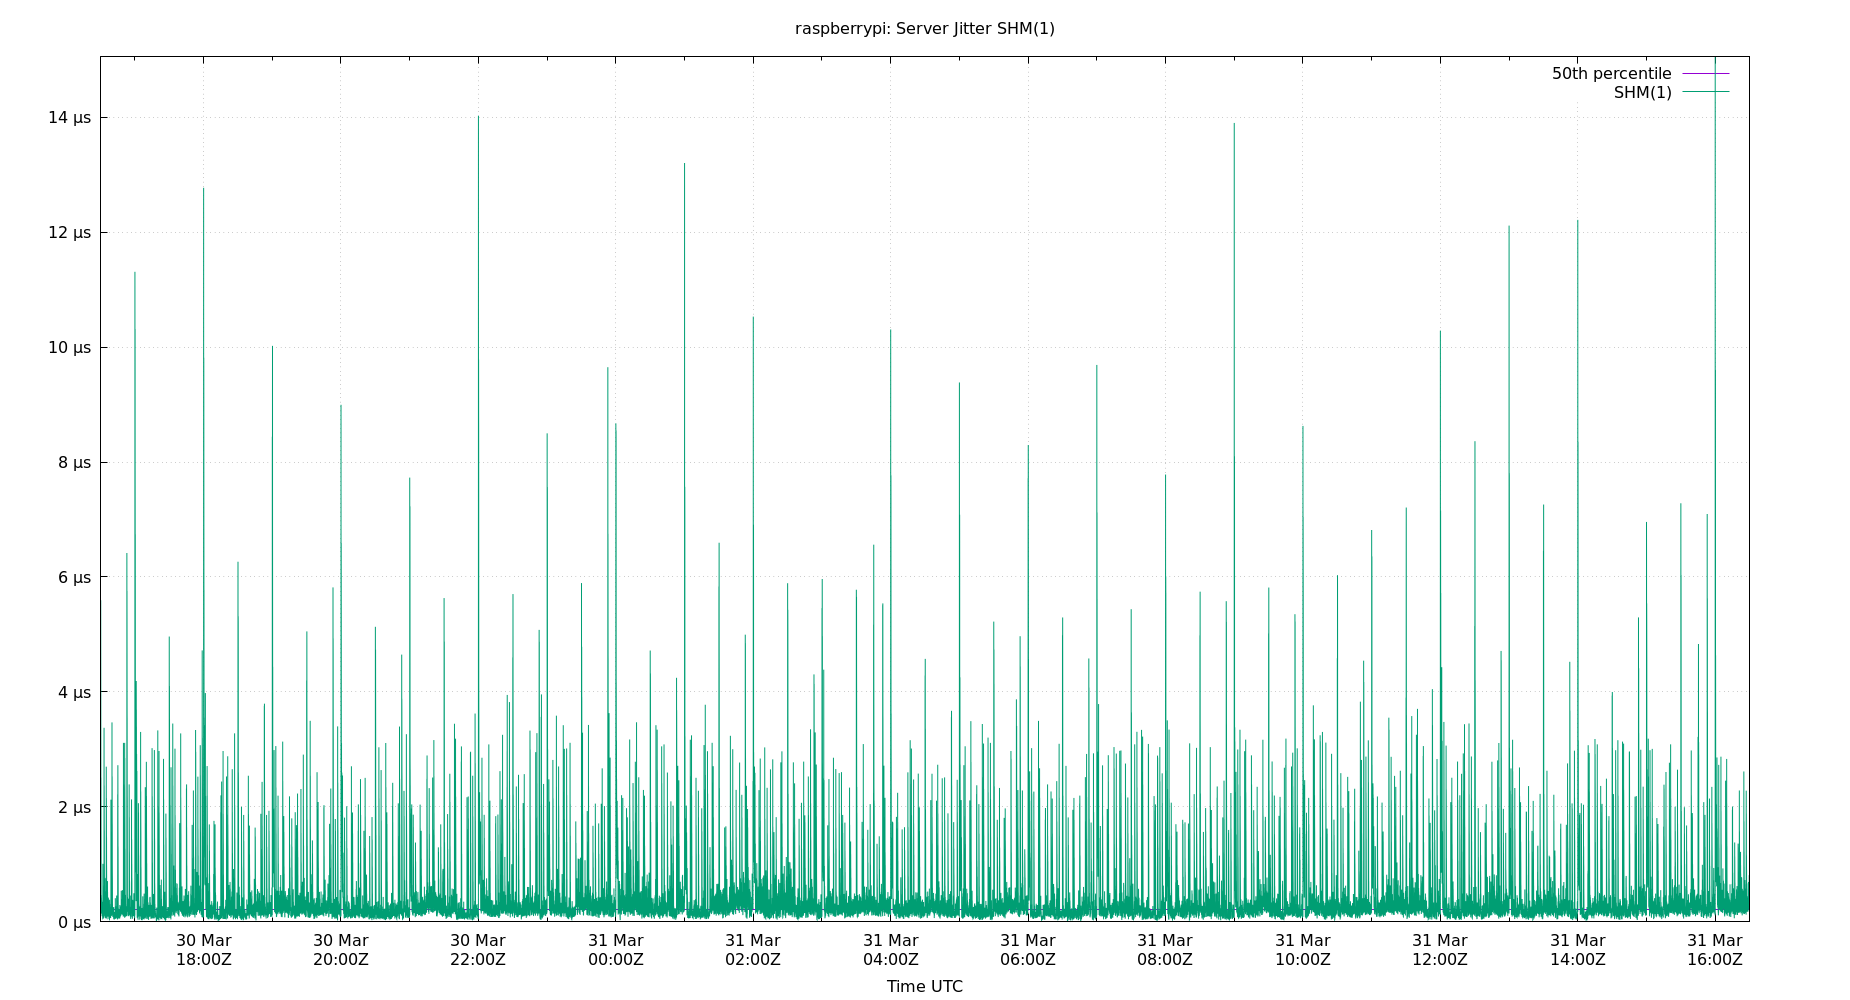 raspberrypi: Server Jitter SHM(1)
50th percentile
SHM(1)
14 µs
12 µs
10 µs
8 µs
6 µs
4 µs
2 µs
0 µs
30 Mar 30 Mar 30 Mar 31 Mar 31 Mar 31 Mar 31 Mar 31 Mar 31 Mar 31 Mar 31 Mar 31 Mar
18:00Z 20:00Z 22:00Z 00:00Z 02:00Z 04:00Z 06:00Z 08:00Z 10:00Z 12:00Z 14:00Z 16:00Z
Time UTC